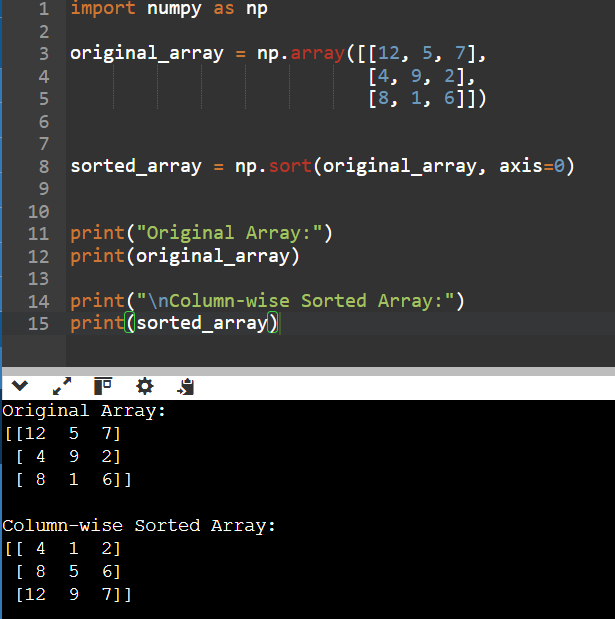 1 import numpy as np
2
3 original_array = np.array([[12, 5, 7],
4                            [4, 9, 2],
5                            [8, 1, 6]])
6
7
8 sorted_array = np.sort(original_array, axis=0)
9
10
11 print("Original Array:")
12 print(original_array)
13
14 print("\nColumn-wise Sorted Array:")
15 print(sorted_array)
Original Array:
[[12  5  7]
 [ 4  9  2]
 [ 8  1  6]]

Column-wise Sorted Array:
[[ 4  1  2]
 [ 8  5  6]
 [12  9  7]]